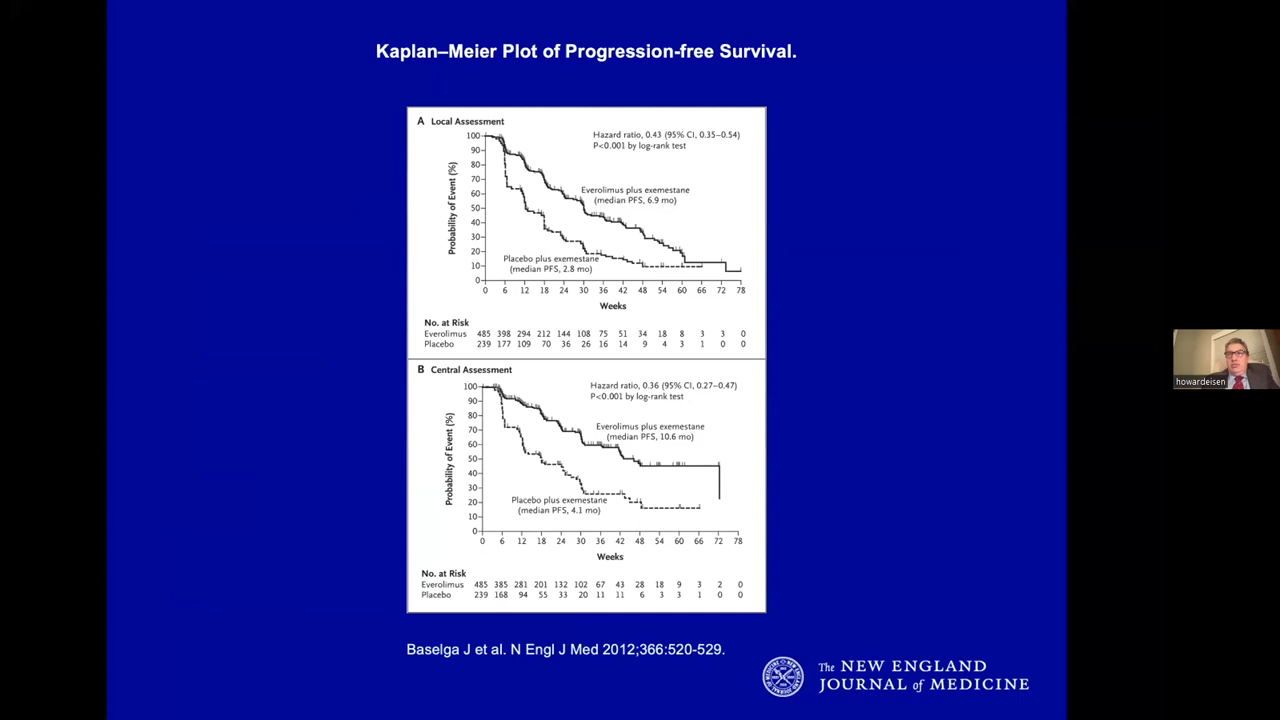 Kaplan–Meier Plot of Progression-free Survival.
A Local Assessment
Hazard ratio, 0.43 (95% CI, 0.35–0.54)
P<0.001 by log-rank test
Probability of Event (%)
100
90
80
70
60
50
40
30
20
10
0
Everolimus plus exemestane
(median PFS, 6.9 mo)
Placebo plus exemestane
(median PFS, 2.8 mo)
0 6 12 18 24 30 36 42 48 54 60 66 72 78
Weeks
No. at Risk
Everolimus 485 398 294 212 144 108 75 51 34 18 8 3 3 0
Placebo 239 177 109 70 36 26 16 14 9 4 3 1 0 0
B Central Assessment
Hazard ratio, 0.36 (95% CI, 0.27–0.47)
P<0.001 by log-rank test
Probability of Event (%)
100
90
80
70
60
50
40
30
20
10
0
Everolimus plus exemestane
(median PFS, 10.6 mo)
Placebo plus exemestane
(median PFS, 4.1 mo)
0 6 12 18 24 30 36 42 48 54 60 66 72 78
Weeks
No. at Risk
Everolimus 485 385 281 201 132 102 67 43 28 18 9 3 2 0
Placebo 239 168 94 55 33 20 11 11 6 3 3 1 0 0
howardeisen
Baselga J et al. N Engl J Med 2012;366:520-529.
The NEW ENGLAND
JOURNAL of MEDICINE